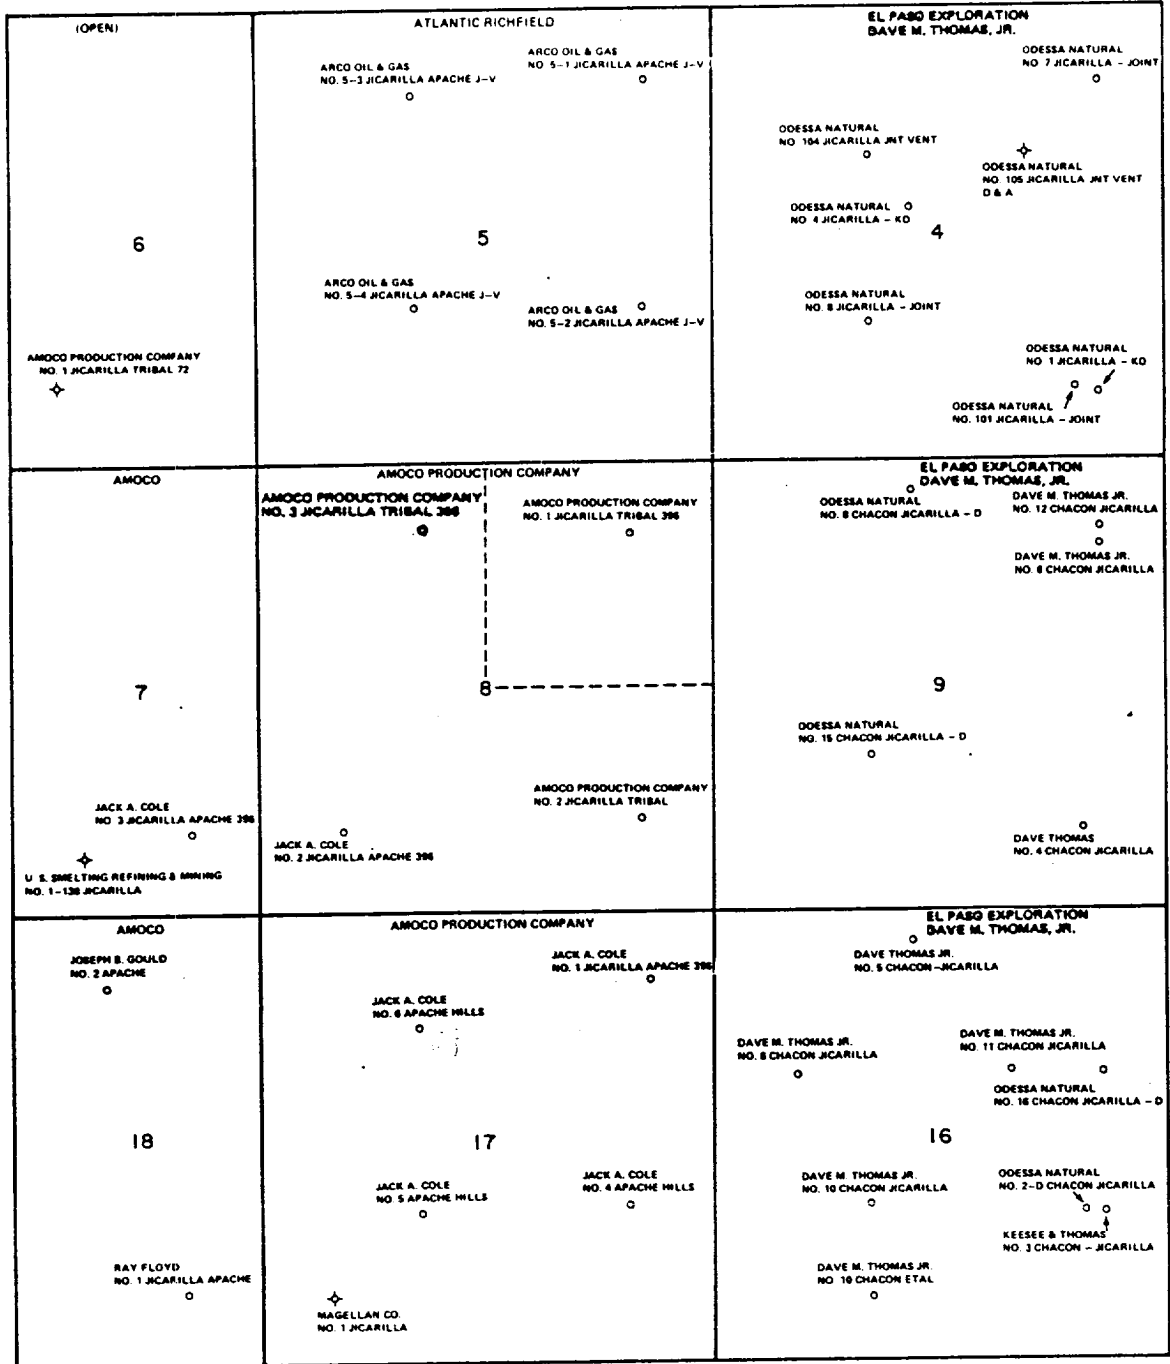 (OPEN)
ATLANTIC RICHFIELD
EL PASO EXPLORATION
DAVE M. THOMAS, JR.
ARCO OIL & GAS
NO. 5-3 JICARILLA APACHE J-V
ARCO OIL & GAS
NO. 5-1 JICARILLA APACHE J-V
ODESSA NATURAL
NO. 7 JICARILLA - JOINT
ODESSA NATURAL
NO 104 JICARILLA JNT VENT
ODESSA NATURAL
NO. 105 JICARILLA JNT VENT
D & A
ODESSA NATURAL
NO. 4 JICARILLA - KD
6
5
4
ARCO OIL & GAS
NO. 5-4 JICARILLA APACHE J-V
ARCO OIL & GAS
NO. 5-2 JICARILLA APACHE J-V
ODESSA NATURAL
NO. 8 JICARILLA - JOINT
AMOCO PRODUCTION COMPANY
NO. 1 JICARILLA TRIBAL 72
ODESSA NATURAL
NO. 1 JICARILLA - KD
ODESSA NATURAL
NO. 101 JICARILLA - JOINT
AMOCO
AMOCO PRODUCTION COMPANY
EL PASO EXPLORATION
DAVE M. THOMAS, JR.
AMOCO PRODUCTION COMPANY
NO. 3 JICARILLA TRIBAL 396
AMOCO PRODUCTION COMPANY
NO. 1 JICARILLA TRIBAL 396
ODESSA NATURAL
NO. 8 CHACON JICARILLA - D
DAVE M. THOMAS JR.
NO. 12 CHACON JICARILLA
DAVE M. THOMAS JR.
NO. 6 CHACON JICARILLA
7
8
9
ODESSA NATURAL
NO. 15 CHACON JICARILLA - D
JACK A. COLE
NO. 3 JICARILLA APACHE 396
U. S. SMELTING REFINING & MINING
NO. 1-138 JICARILLA
JACK A. COLE
NO. 2 JICARILLA APACHE 396
AMOCO PRODUCTION COMPANY
NO. 2 JICARILLA TRIBAL
DAVE THOMAS
NO. 4 CHACON JICARILLA
AMOCO
AMOCO PRODUCTION COMPANY
EL PASO EXPLORATION
DAVE M. THOMAS, JR.
JOSEPH B. GOULD
NO. 2 APACHE
JACK A. COLE
NO. 1 JICARILLA APACHE 396
DAVE THOMAS JR.
NO. 5 CHACON -JICARILLA
JACK A. COLE
NO. 6 APACHE HILLS
DAVE M. THOMAS JR.
NO. 8 CHACON JICARILLA
DAVE M. THOMAS JR.
NO. 11 CHACON JICARILLA
ODESSA NATURAL
NO. 16 CHACON JICARILLA - D
18
17
16
JACK A. COLE
NO. 5 APACHE HILLS
JACK A. COLE
NO. 4 APACHE HILLS
DAVE M. THOMAS JR.
NO. 10 CHACON JICARILLA
ODESSA NATURAL
NO. 2-D CHACON JICARILLA
KEESEE & THOMAS
NO. 3 CHACON - JICARILLA
RAY FLOYD
NO. 1 JICARILLA APACHE
MAGELLAN CO.
NO. 1 JICARILLA
DAVE M. THOMAS JR.
NO 10 CHACON ETAL